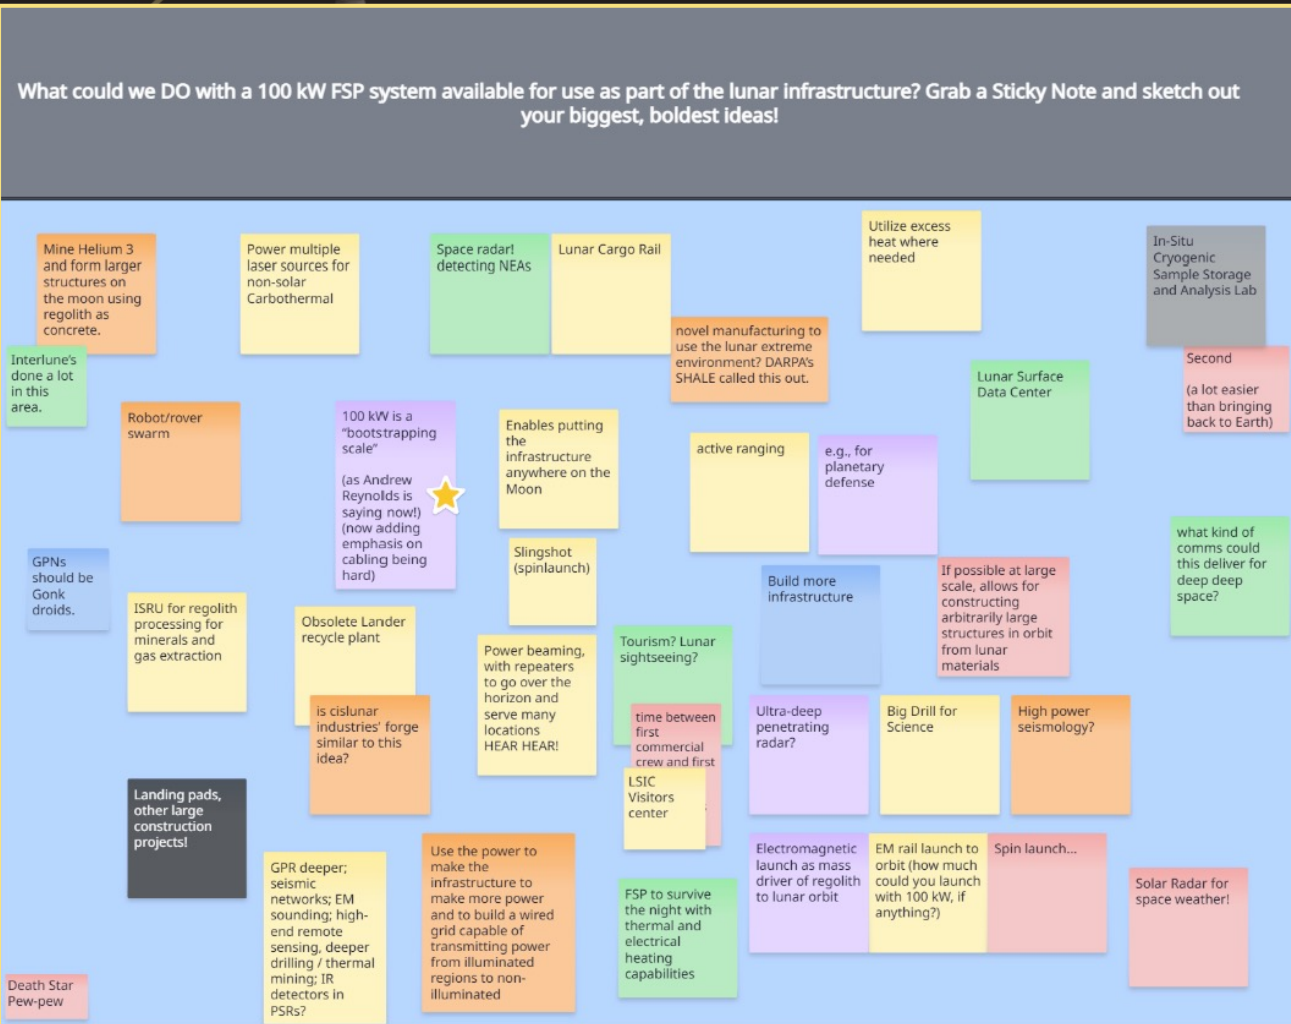 What could we DO with a 100 kW FSP system available for use as part of the lunar infrastructure? Grab a Sticky Note and sketch out
your biggest, boldest ideas!
Mine Helium 3
and form larger
structures on
the moon using
regolith as
concrete.
Interlune's
done a lot
in this
area.
Power multiple
laser sources for
non-solar
Carbothermal
Space radar!
detecting NEAs
Lunar Cargo Rail
novel manufacturing to
use the lunar extreme
environment? DARPA's
SHALE called this out.
Utilize excess
heat where
needed
In-Situ
Cryogenic
Sample Storage
and Analysis Lab
Second
(a lot easier
than bringing
back to Earth)
Lunar Surface
Data Center
Robot/rover
swarm
100 kW is a
"bootstrapping
scale"
(as Andrew
Reynolds is
saying now!)
(now adding
emphasis on
cabling being
hard)
Enables putting
the
infrastructure
anywhere on the
Moon
active ranging
e.g., for
planetary
defense
what kind of
comms could
this deliver for
deep deep
space?
GPNs
should be
Gonk
droids.
Slingshot
(spinlaunch)
Build more
infrastructure
If possible at large
scale, allows for
constructing
arbitrarily large
structures in orbit
from lunar
materials
ISRU for regolith
processing for
minerals and
gas extraction
Obsolete Lander
recycle plant
is cislunar
industries' forge
similar to this
idea?
Power beaming,
with repeaters
to go over the
horizon and
serve many
locations
HEAR HEAR!
Tourism? Lunar
sightseeing?
time between
first
commercial
crew and first
LSIC
Visitors
center
Ultra-deep
penetrating
radar?
Big Drill for
Science
High power
seismology?
Landing pads,
other large
construction
projects!
GPR deeper;
seismic
networks; EM
sounding; high-
end remote
sensing, deeper
drilling / thermal
mining; IR
detectors in
PSRs?
Use the power to
make the
infrastructure to
make more power
and to build a wired
grid capable of
transmitting power
from illuminated
regions to non-
illuminated
FSP to survive
the night with
thermal and
electrical
heating
capabilities
Electromagnetic
launch as mass
driver of regolith
to lunar orbit
EM rail launch to
orbit (how much
could you launch
with 100 kW, if
anything?)
Spin launch...
Solar Radar for
space weather!
Death Star
Pew-pew